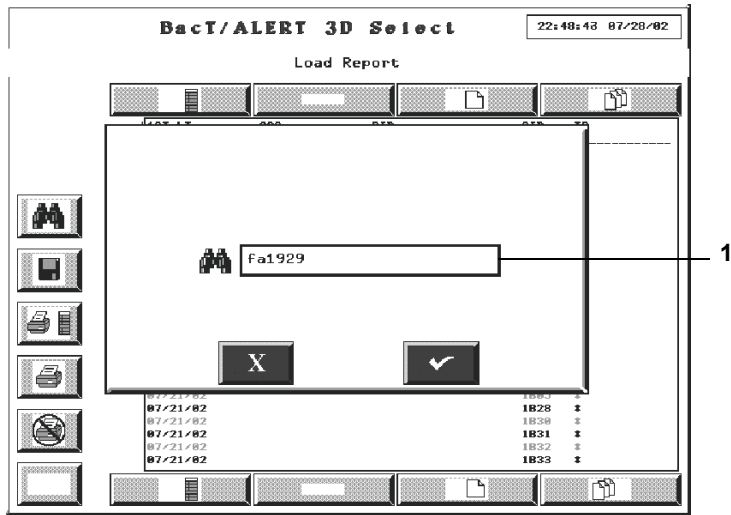 BacT/ALERT 3D Select
22:48:43 07/28/02
Load Report
fa1929
1
X
07/21/02 1B28 ‡
07/21/02 1B30 ‡
07/21/02 1B31 ‡
07/21/02 1B32 ‡
07/21/02 1B33 ‡